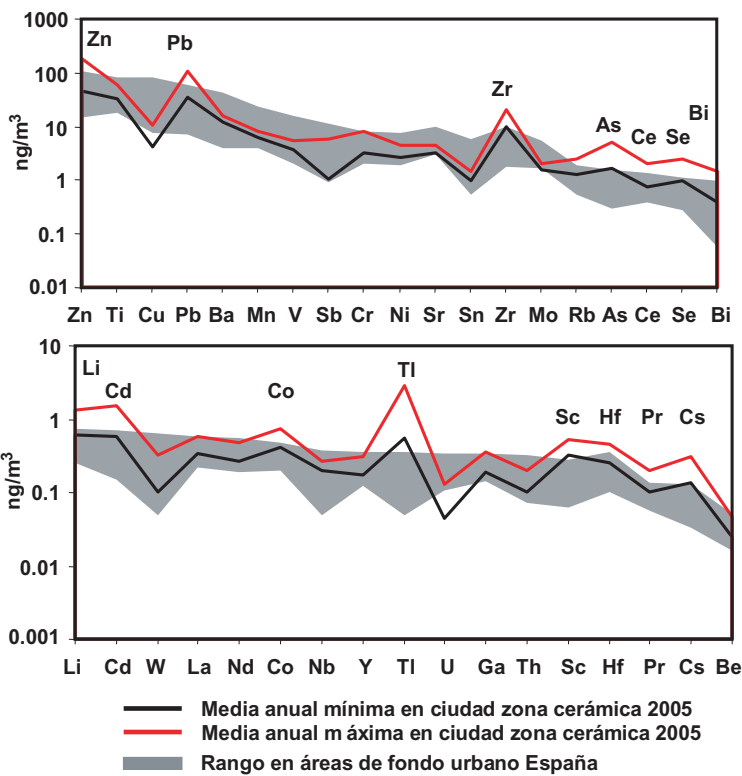 1000
Zn
Pb
100
Zr
Bi
10
As
Ce
Se
ng/m³
1
0.1
0.01
Zn Ti Cu Pb Ba Mn V Sb Cr Ni Sr Sn Zr Mo Rb As Ce Se Bi
10
Li
Cd
Co
Tl
Sc
Hf
Pr
Cs
1
ng/m³
0.1
0.01
0.001
Li Cd W La Nd Co Nb Y Tl U Ga Th Sc Hf Pr Cs Be
Media anual mínima en ciudad zona cerámica 2005
Media anual m áxima en ciudad zona cerámica 2005
Rango en áreas de fondo urbano España